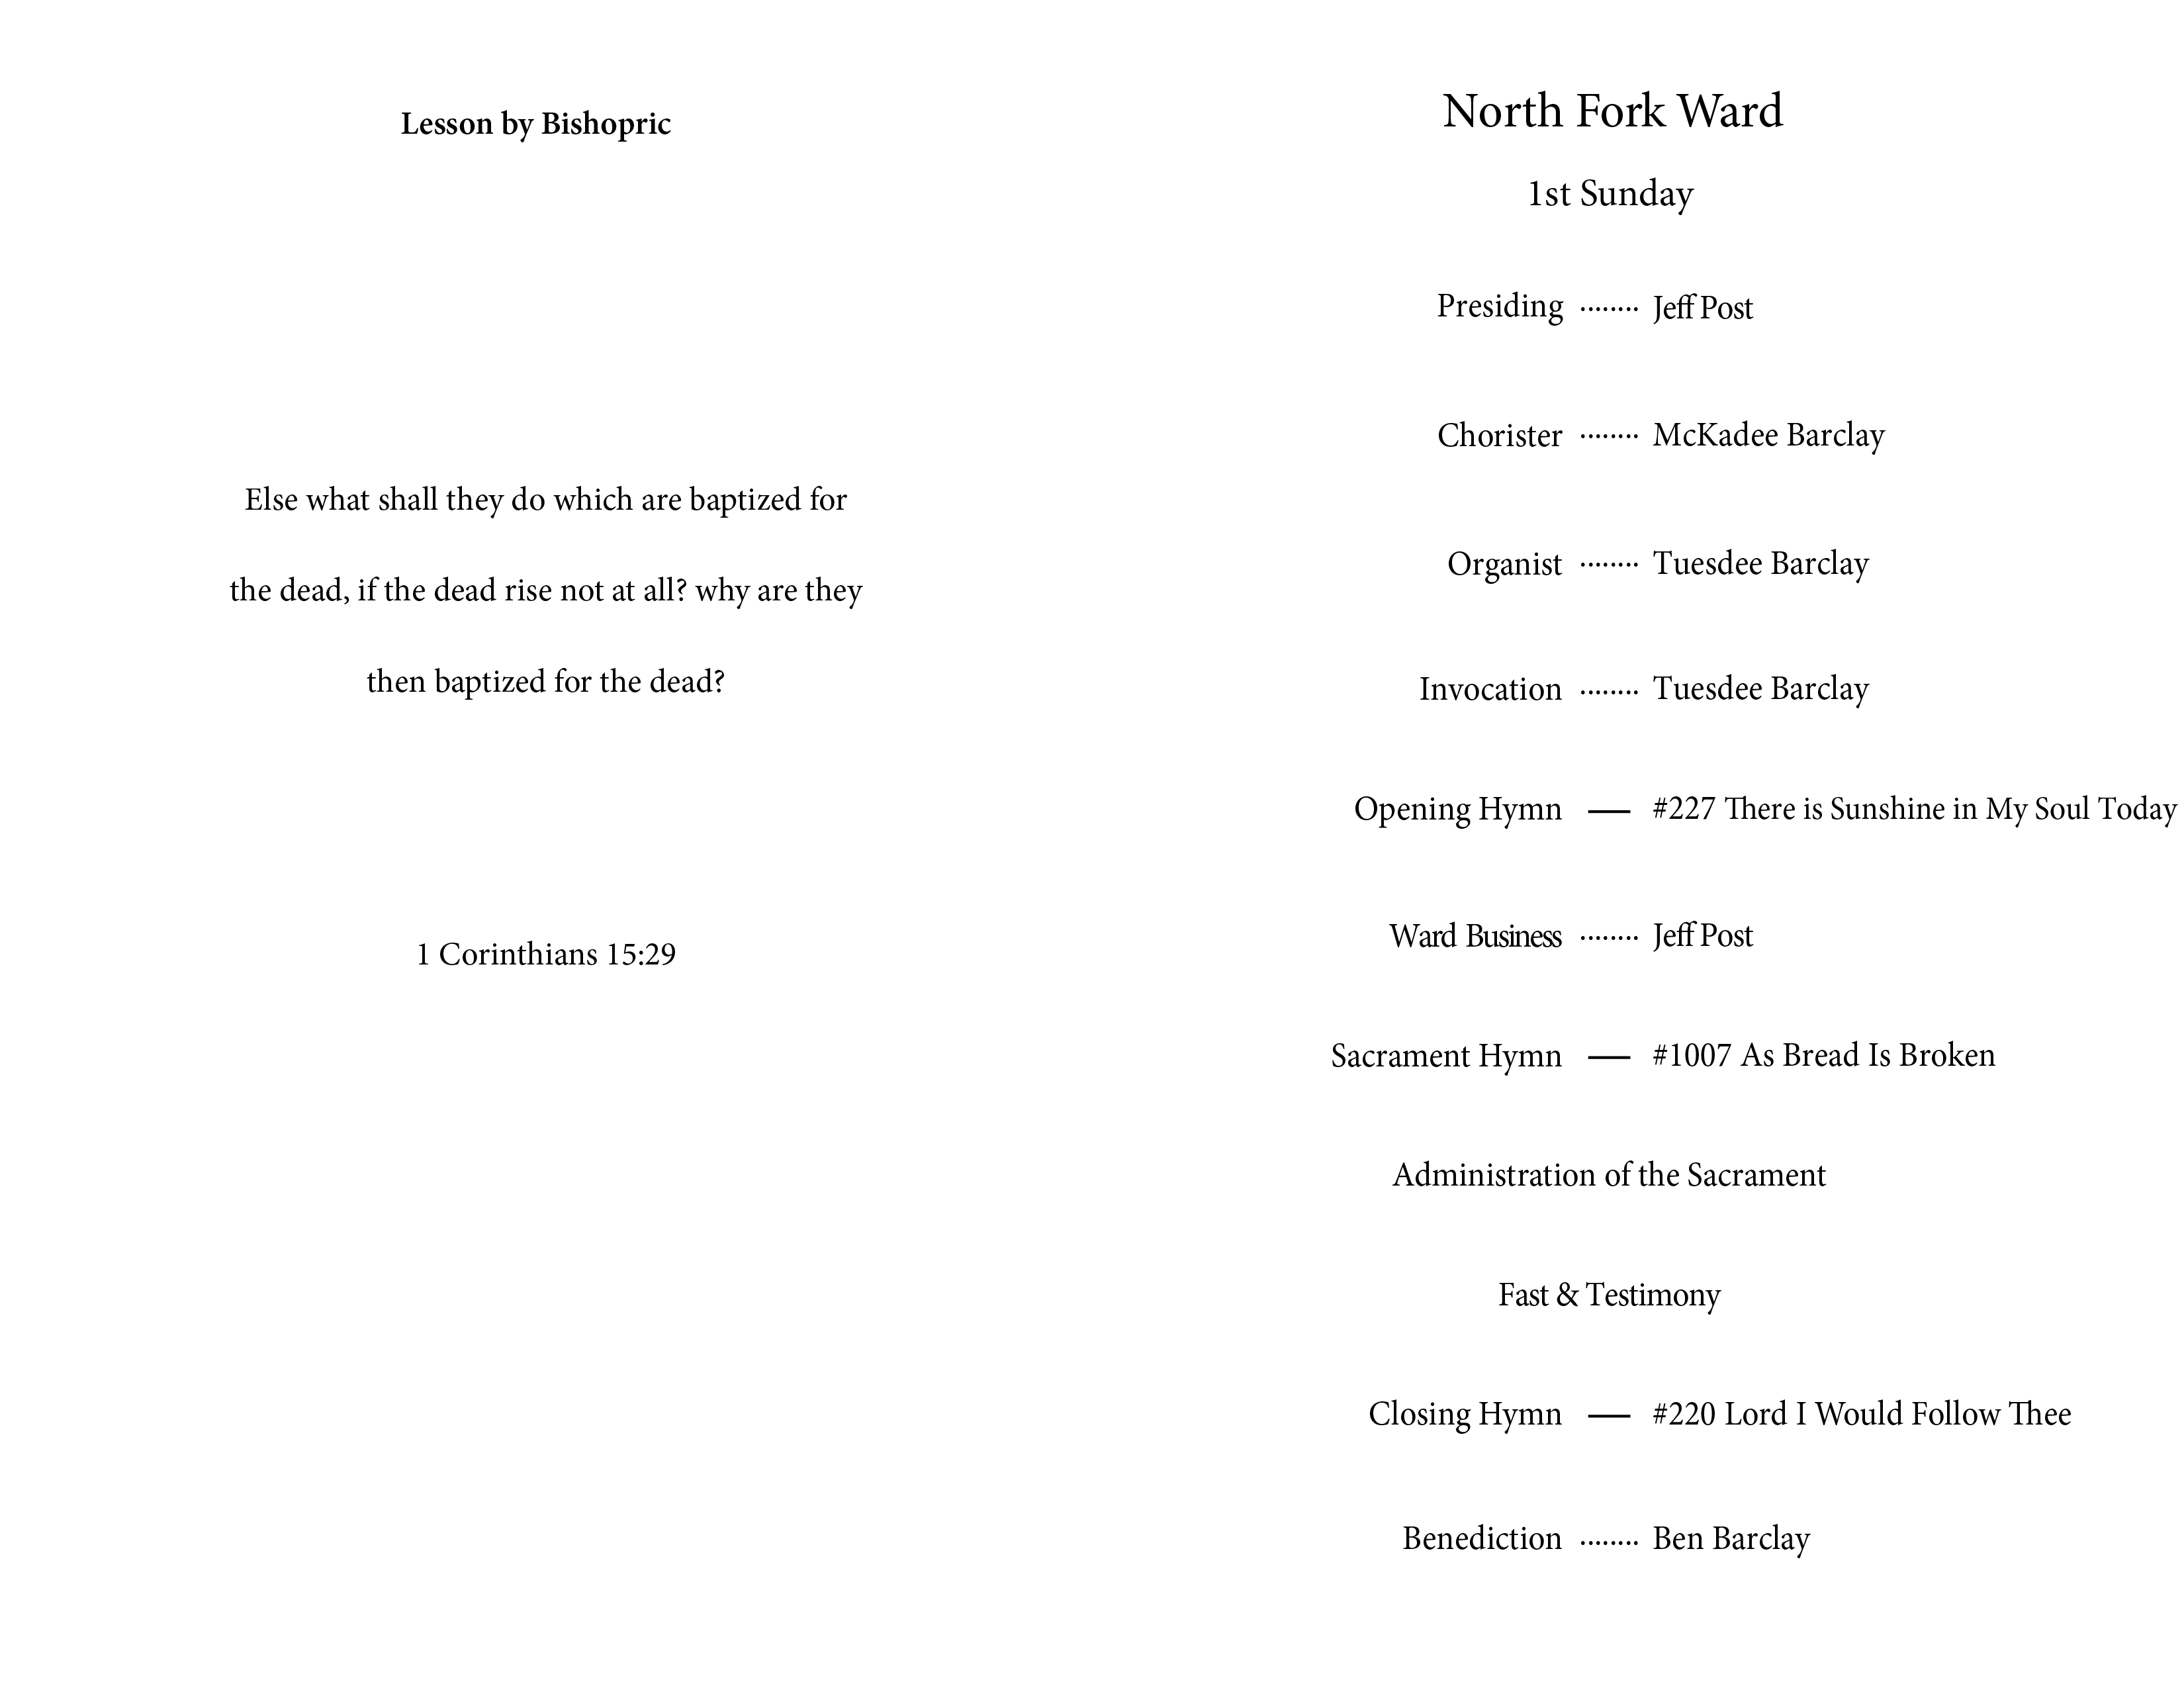 Lesson by Bishopric
Else what shall they do which are baptized for
the dead, if the dead rise not at all? why are they
then baptized for the dead?
1 Corinthians 15:29
North Fork Ward
1st Sunday
Presiding ........ Jeff Post
Chorister ........ McKadee Barclay
Organist ........ Tuesdee Barclay
Invocation ........ Tuesdee Barclay
Opening Hymn — #227 There is Sunshine in My Soul Today
Ward Business ........ Jeff Post
Sacrament Hymn — #1007 As Bread Is Broken
Administration of the Sacrament
Fast & Testimony
Closing Hymn — #220 Lord I Would Follow Thee
Benediction ........ Ben Barclay